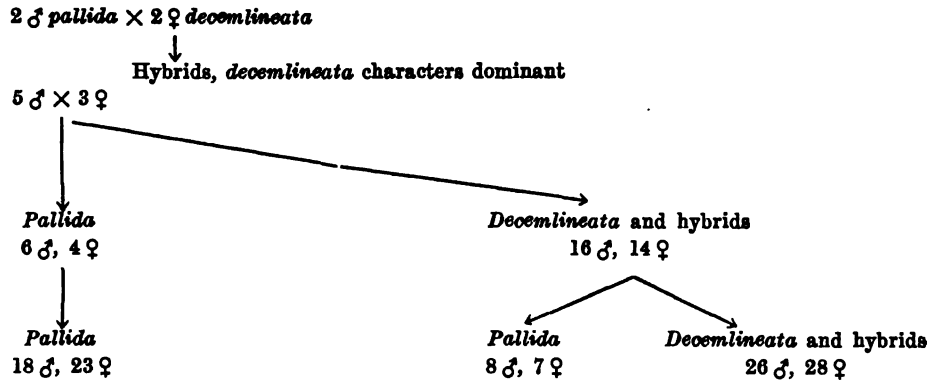 2 ♂ pallida × 2 ♀ decemlineata
Hybrids, decemlineata characters dominant
5 ♂ × 3 ♀
Pallida
6 ♂, 4 ♀
Decemlineata and hybrids
16 ♂, 14 ♀
Pallida
18 ♂, 23 ♀
Pallida
8 ♂, 7 ♀
Decemlineata and hybrids
26 ♂, 28 ♀